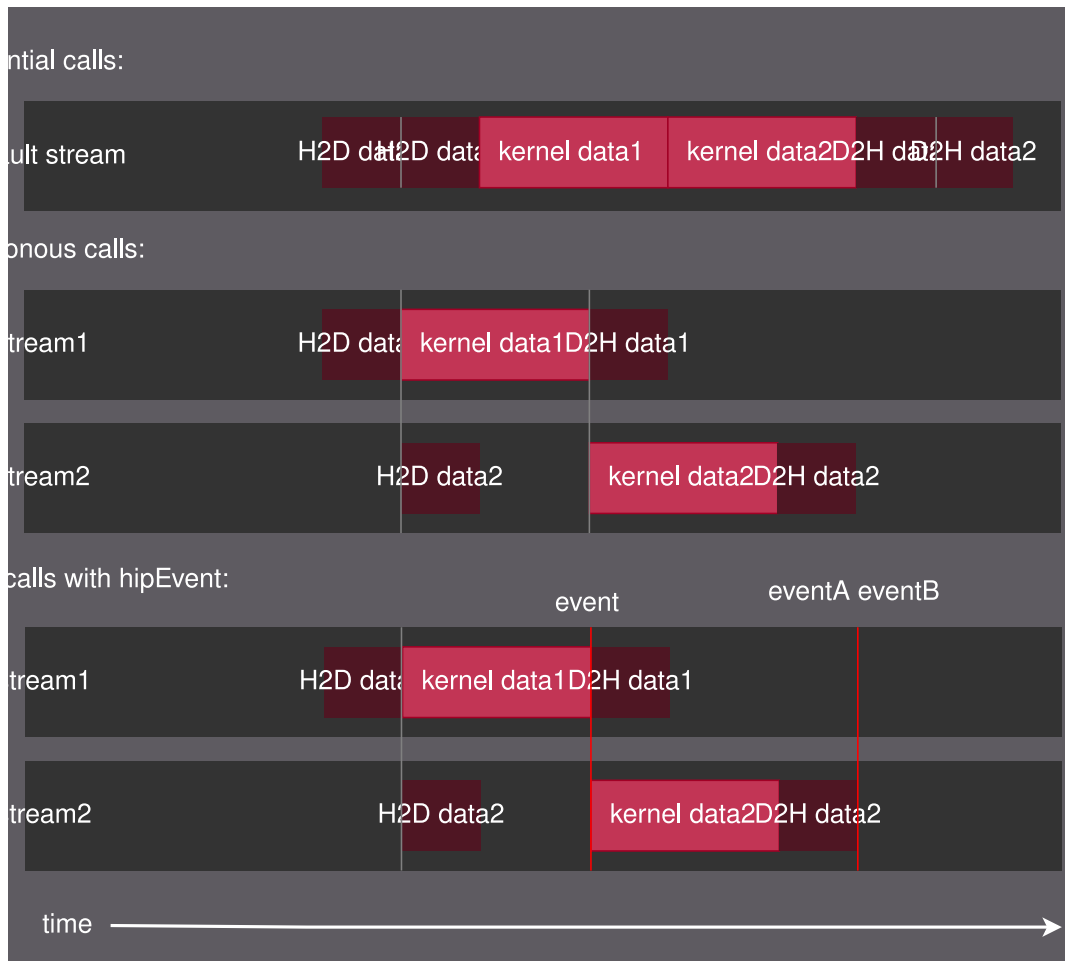 ntial calls:
ult stream H2D data H2D data kernel data1 kernel data2 D2H data D2H data2
onous calls:
tream1 H2D data kernel data1 D2H data1
tream2 H2D data2 kernel data2 D2H data2
calls with hipEvent:
event eventA eventB
tream1 H2D data kernel data1 D2H data1
tream2 H2D data2 kernel data2 D2H data2
time